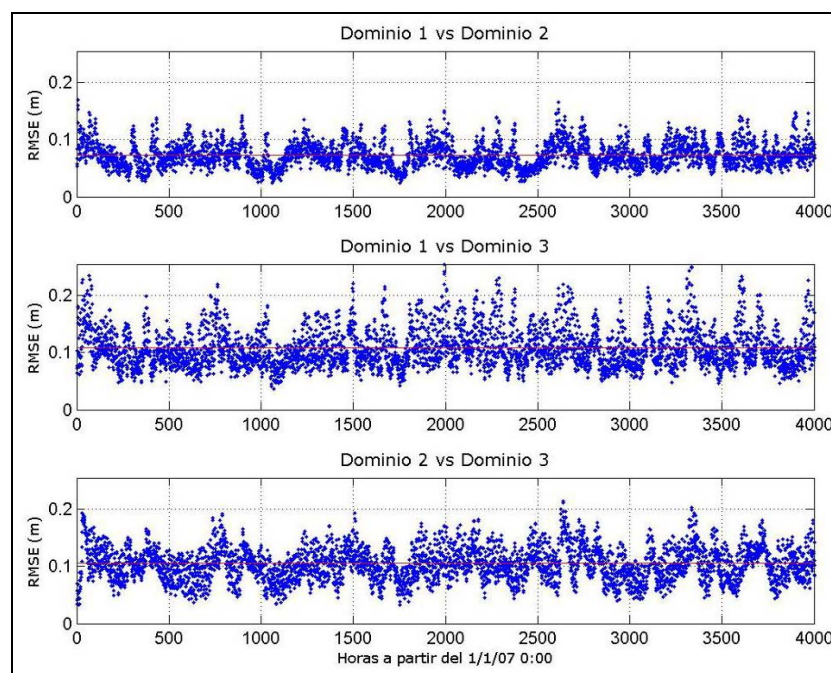 Dominio 1 vs Dominio 2
RMSE (m)
0.2
0.1
0
0 500 1000 1500 2000 2500 3000 3500 4000
Dominio 1 vs Dominio 3
RMSE (m)
0.2
0.1
0
0 500 1000 1500 2000 2500 3000 3500 4000
Dominio 2 vs Dominio 3
RMSE (m)
0.2
0.1
0
0 500 1000 1500 2000 2500 3000 3500 4000
Horas a partir del 1/1/07 0:00